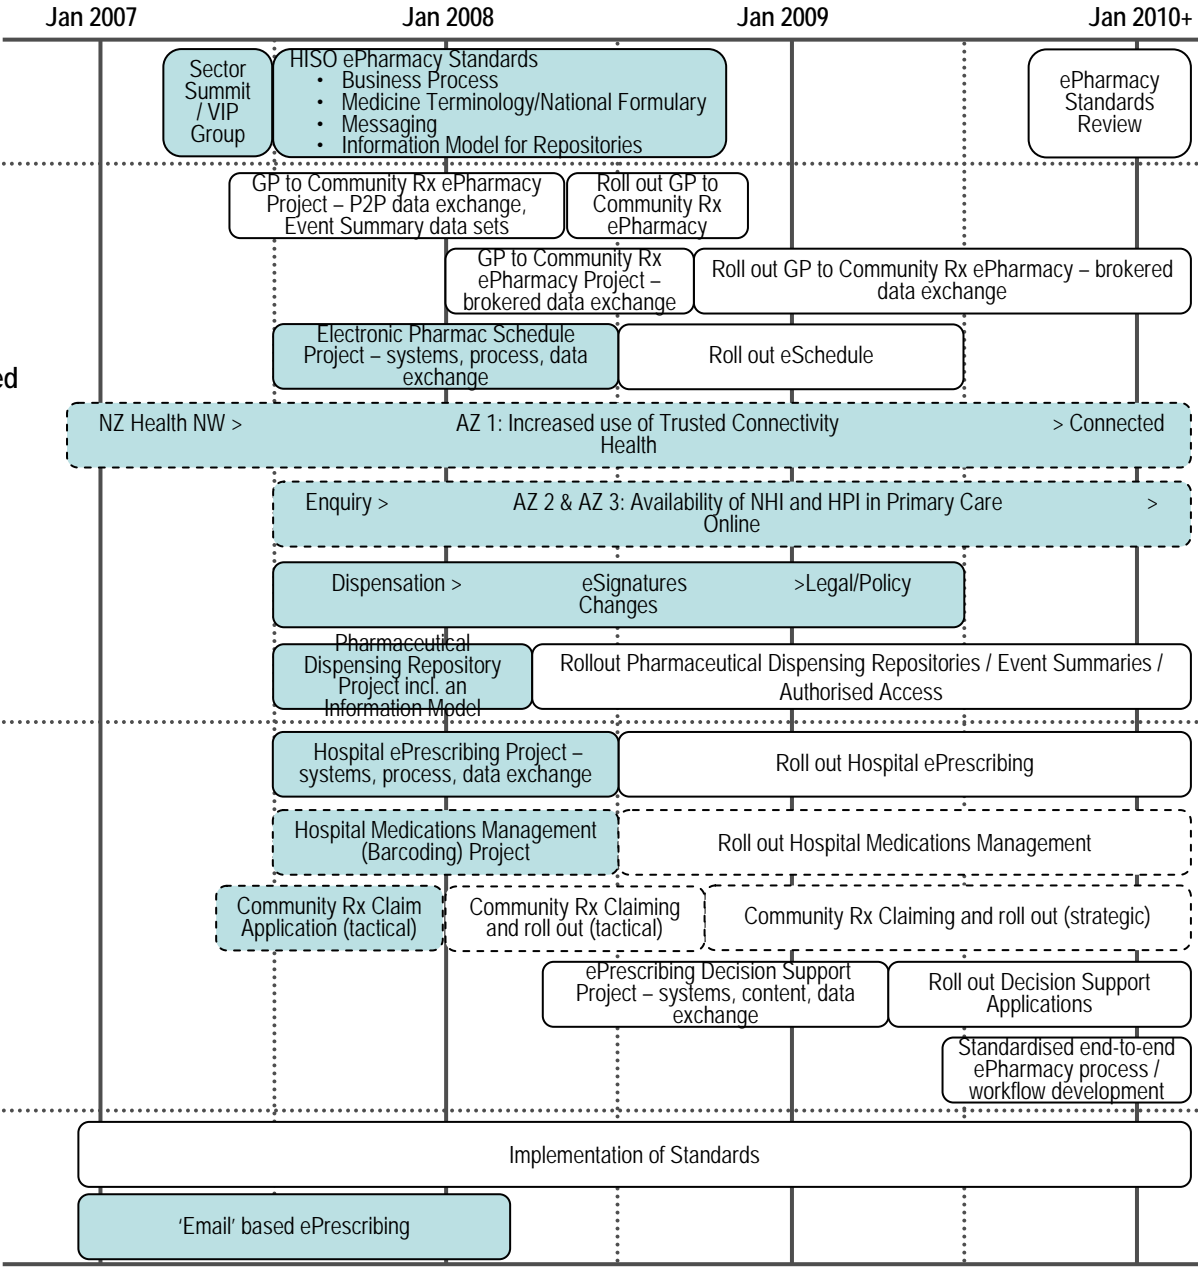 Jan 2007 Jan 2008 Jan 2009 Jan 2010+
Sector
Summit
/ VIP
Group
HISO ePharmacy Standards
• Business Process
• Medicine Terminology/National Formulary
• Messaging
• Information Model for Repositories
ePharmacy
Standards
Review
GP to Community Rx ePharmacy
Project – P2P data exchange,
Event Summary data sets
Roll out GP to
Community Rx
ePharmacy
GP to Community Rx
ePharmacy Project –
brokered data exchange
Roll out GP to Community Rx ePharmacy – brokered
data exchange
Electronic Pharmac Schedule
Project – systems, process, data
exchange
Roll out eSchedule
ed
NZ Health NW > AZ 1: Increased use of Trusted Connectivity > Connected
Health
Enquiry > AZ 2 & AZ 3: Availability of NHI and HPI in Primary Care >
Online
Dispensation > eSignatures >Legal/Policy
Changes
Pharmaceutical
Dispensing Repository
Project incl. an
Information Model
Rollout Pharmaceutical Dispensing Repositories / Event Summaries /
Authorised Access
Hospital ePrescribing Project –
systems, process, data exchange
Roll out Hospital ePrescribing
Hospital Medications Management
(Barcoding) Project
Roll out Hospital Medications Management
Community Rx Claim
Application (tactical)
Community Rx Claiming
and roll out (tactical)
Community Rx Claiming and roll out (strategic)
ePrescribing Decision Support
Project – systems, content, data
exchange
Roll out Decision Support
Applications
Standardised end-to-end
ePharmacy process /
workflow development
Implementation of Standards
'Email' based ePrescribing